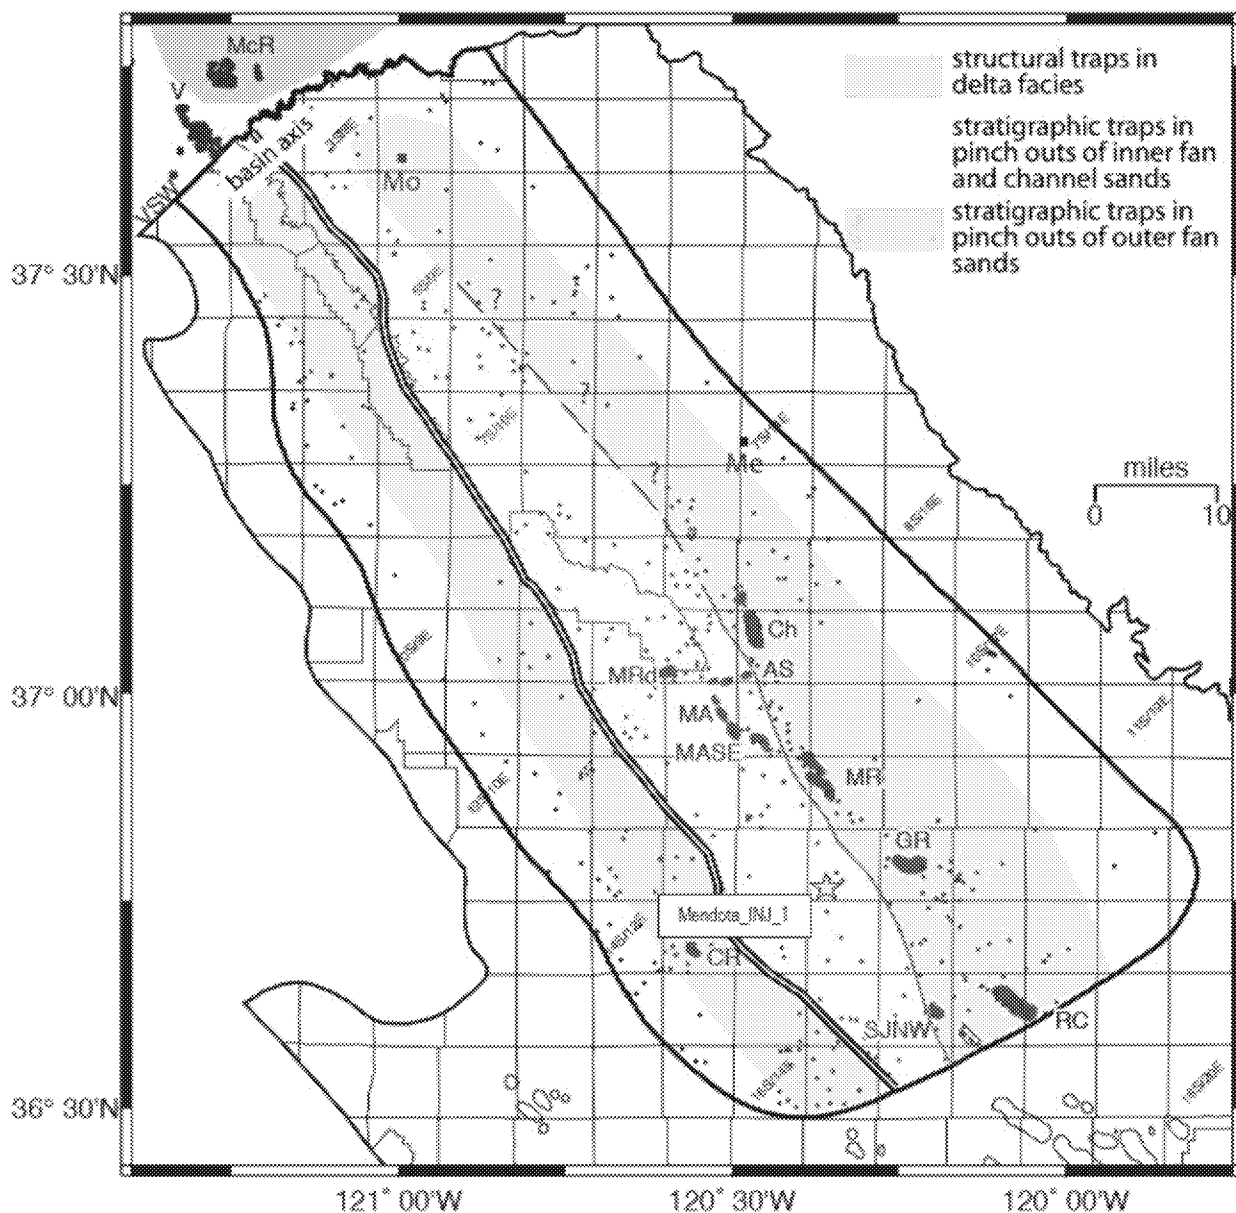 McR
structural traps in
delta facies
V
basin axis
stratigraphic traps in
pinch outs of inner fan
and channel sands
Mo
VSW
stratigraphic traps in
pinch outs of outer fan
sands
37° 30'N
?
?
Me
?
miles
0 10
Ch
MRd
AS
37° 00'N
MA
MASE
MR
GR
Mendota_INJ_1
CR
SJNW
RC
36° 30'N
121° 00'W
120° 30'W
120° 00'W